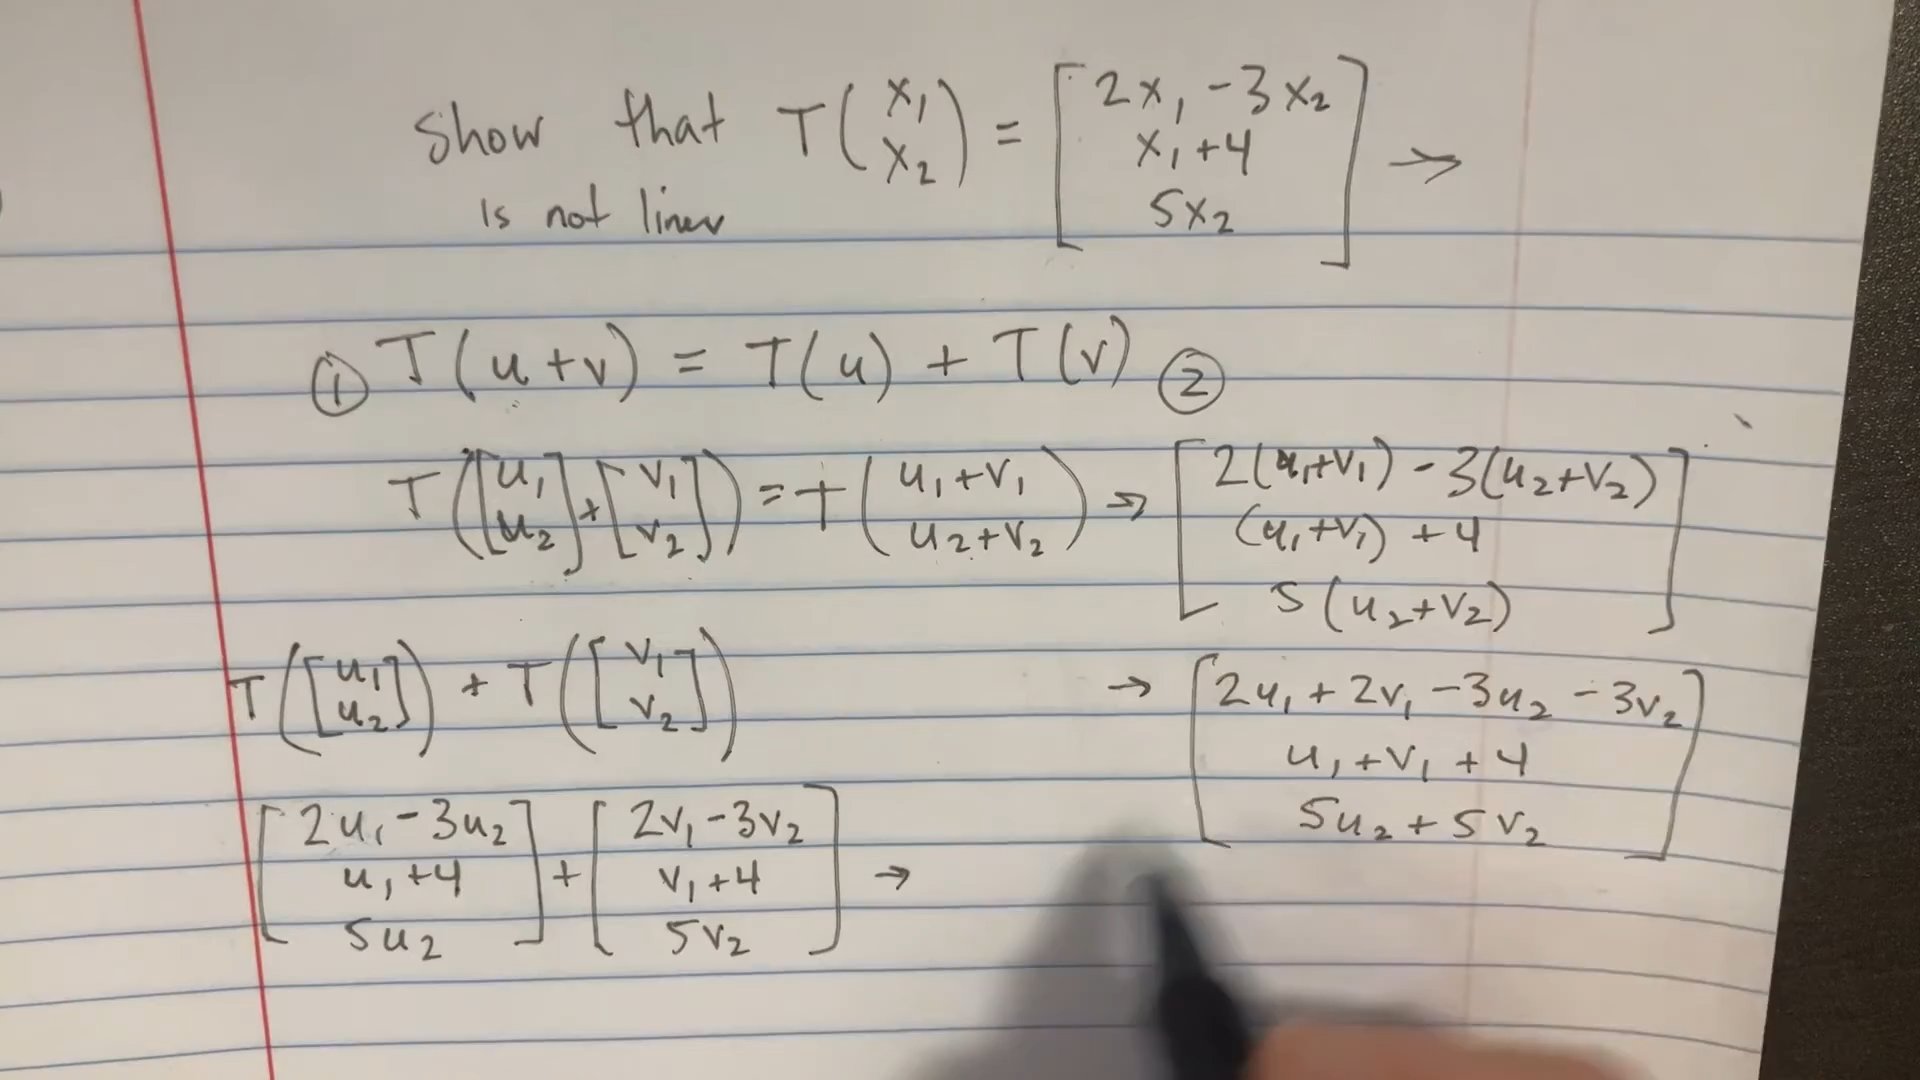 Show that T(x₁ x₂) = [2x₁ - 3x₂
x₁ + 4
5x₂] →
is not liner
① T(u+v) = T(u) + T(v) ②
T([u₁ u₂] + [v₁ v₂]) = T(u₁+v₁ u₂+v₂) → [2(u₁+v₁) - 3(u₂+v₂)
(u₁+v₁) + 4
5(u₂+v₂)]
T([u₁ u₂]) + T([v₁ v₂])
→ [2u₁ + 2v₁ - 3u₂ - 3v₂
u₁ + v₁ + 4
5u₂ + 5v₂]
[2u₁ - 3u₂ + [2v₁ - 3v₂ →
u₁ + 4 v₁ + 4
5u₂] 5v₂]